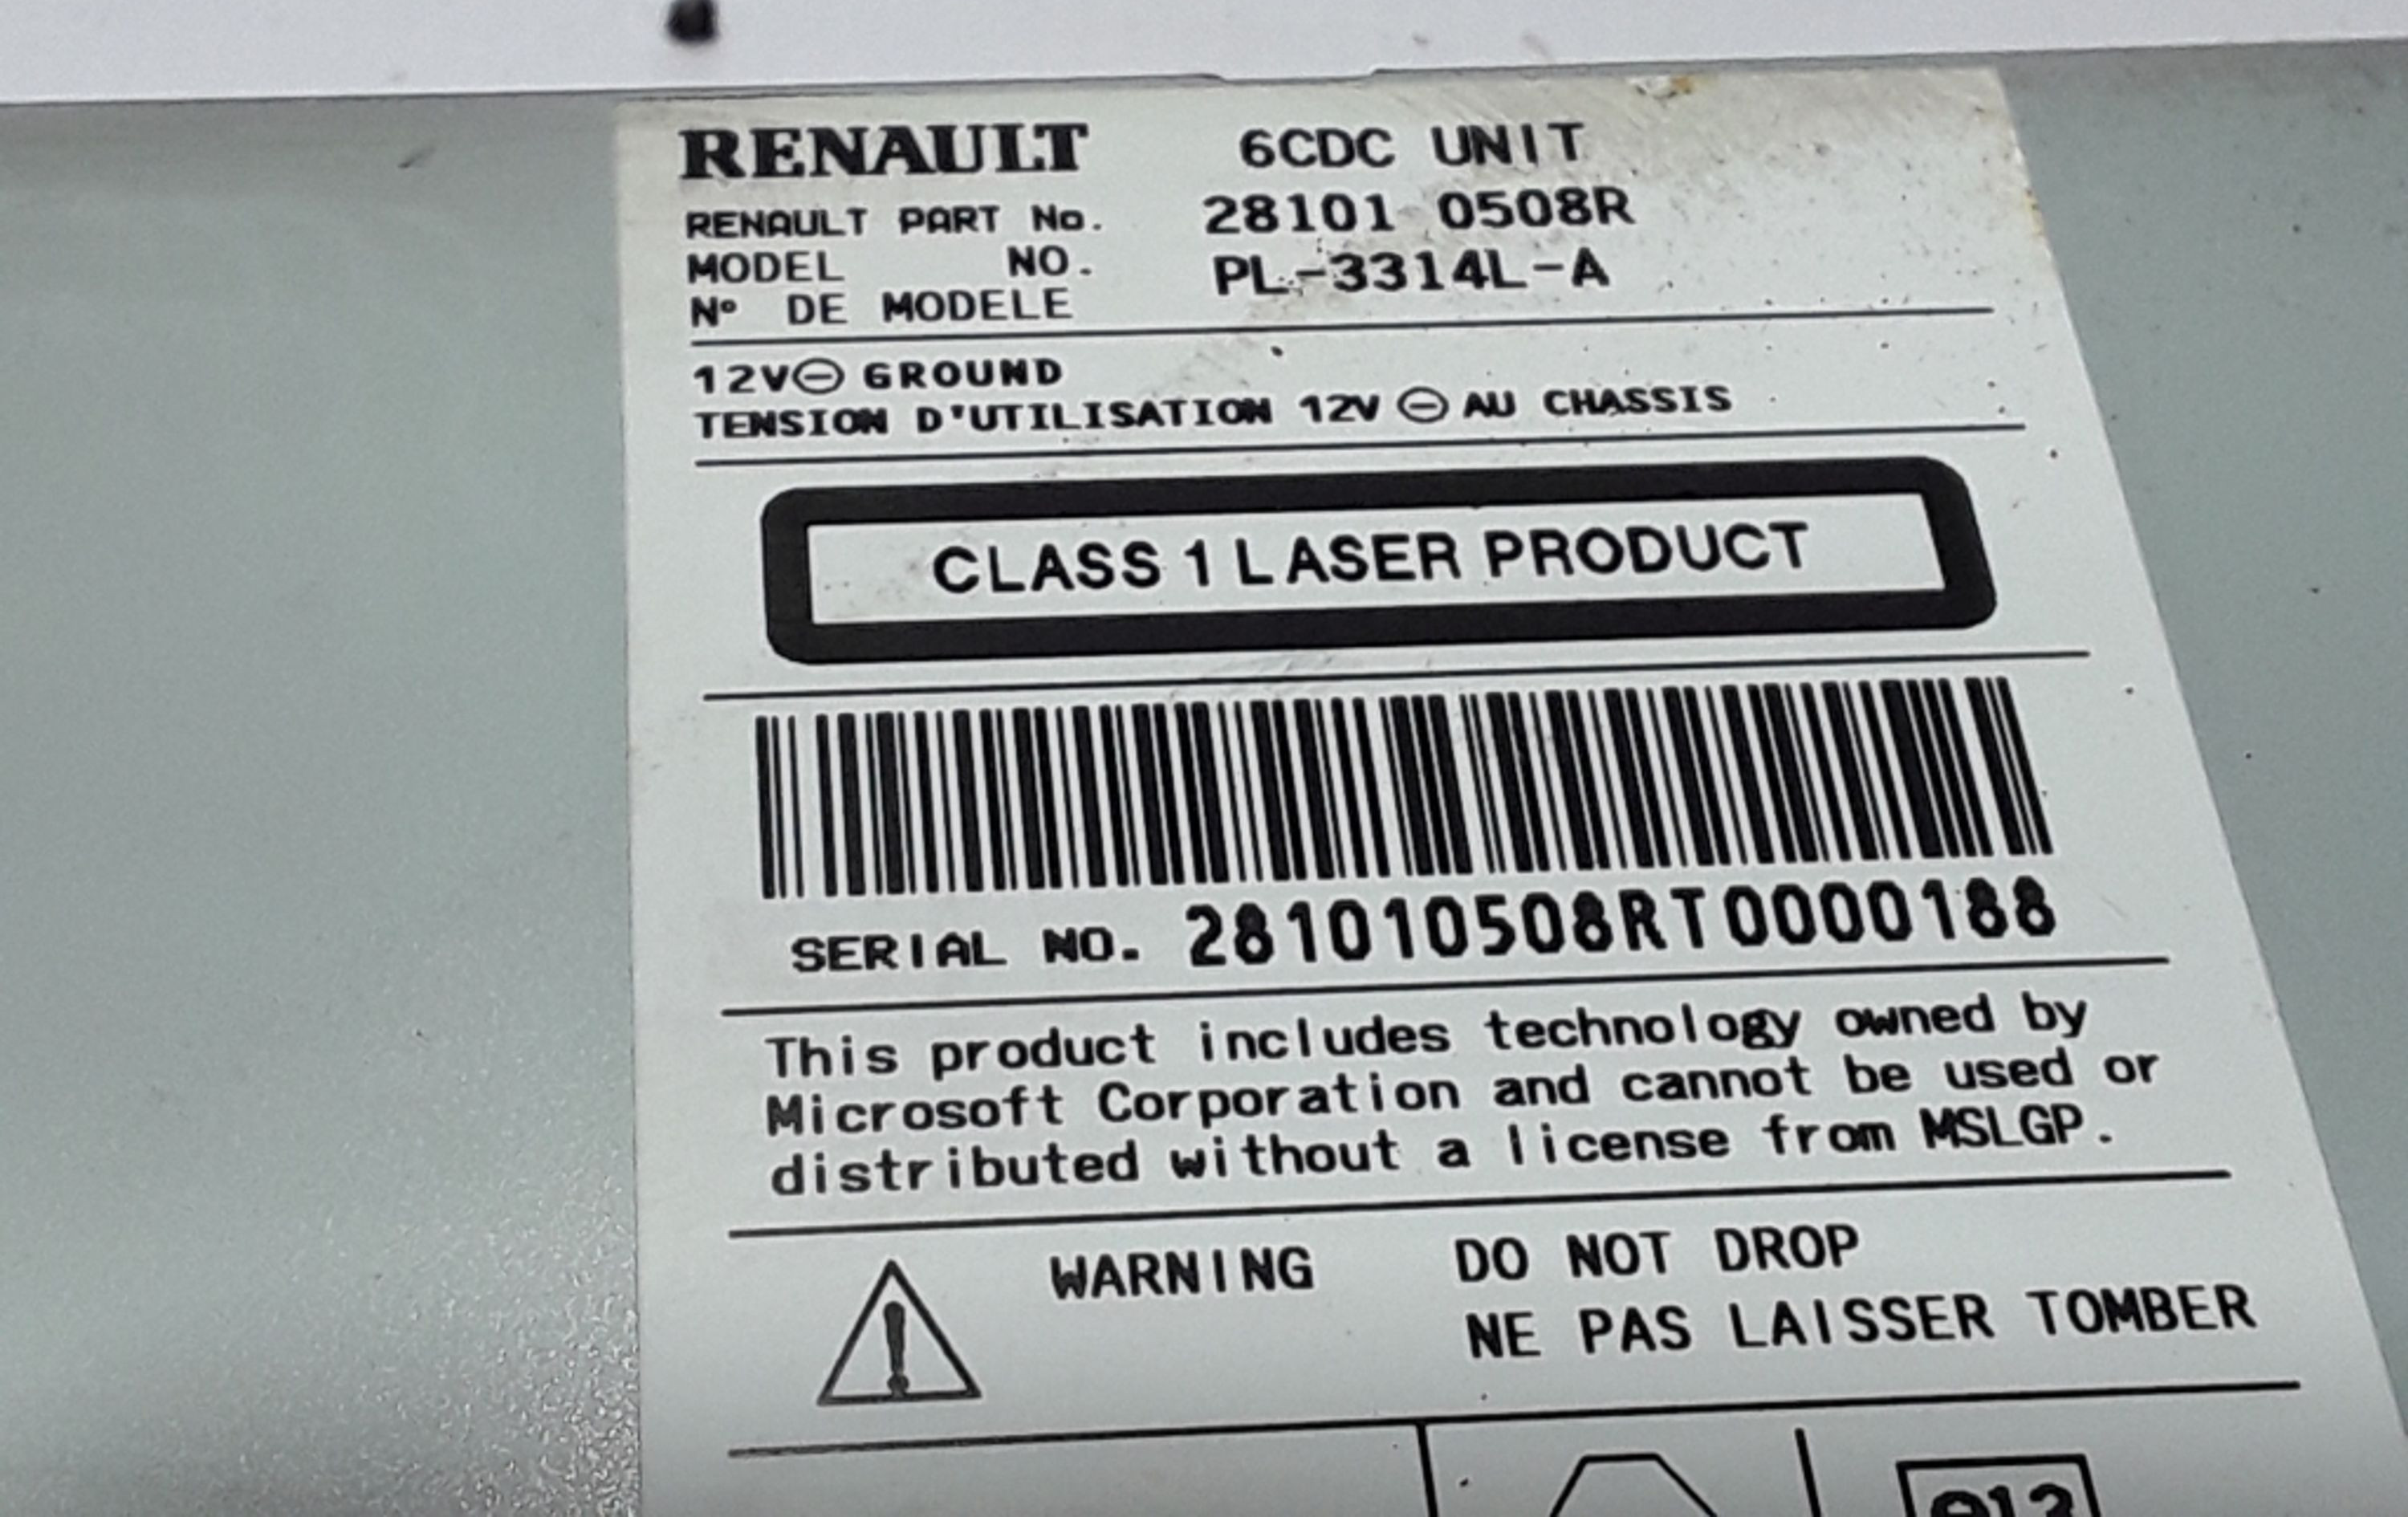 RENAULT 6CDC UNIT
RENAULT PART No. 28101 0508R
MODEL NO. PL-3314L-A
N° DE MODELE
12V⊖ GROUND
TENSION D'UTILISATION 12V ⊖ AU CHASSIS
CLASS 1 LASER PRODUCT
SERIAL NO. 281010508RT0000188
This product includes technology owned by
Microsoft Corporation and cannot be used or
distributed without a license from MSLGP.
WARNING DO NOT DROP
NE PAS LAISSER TOMBER
e13